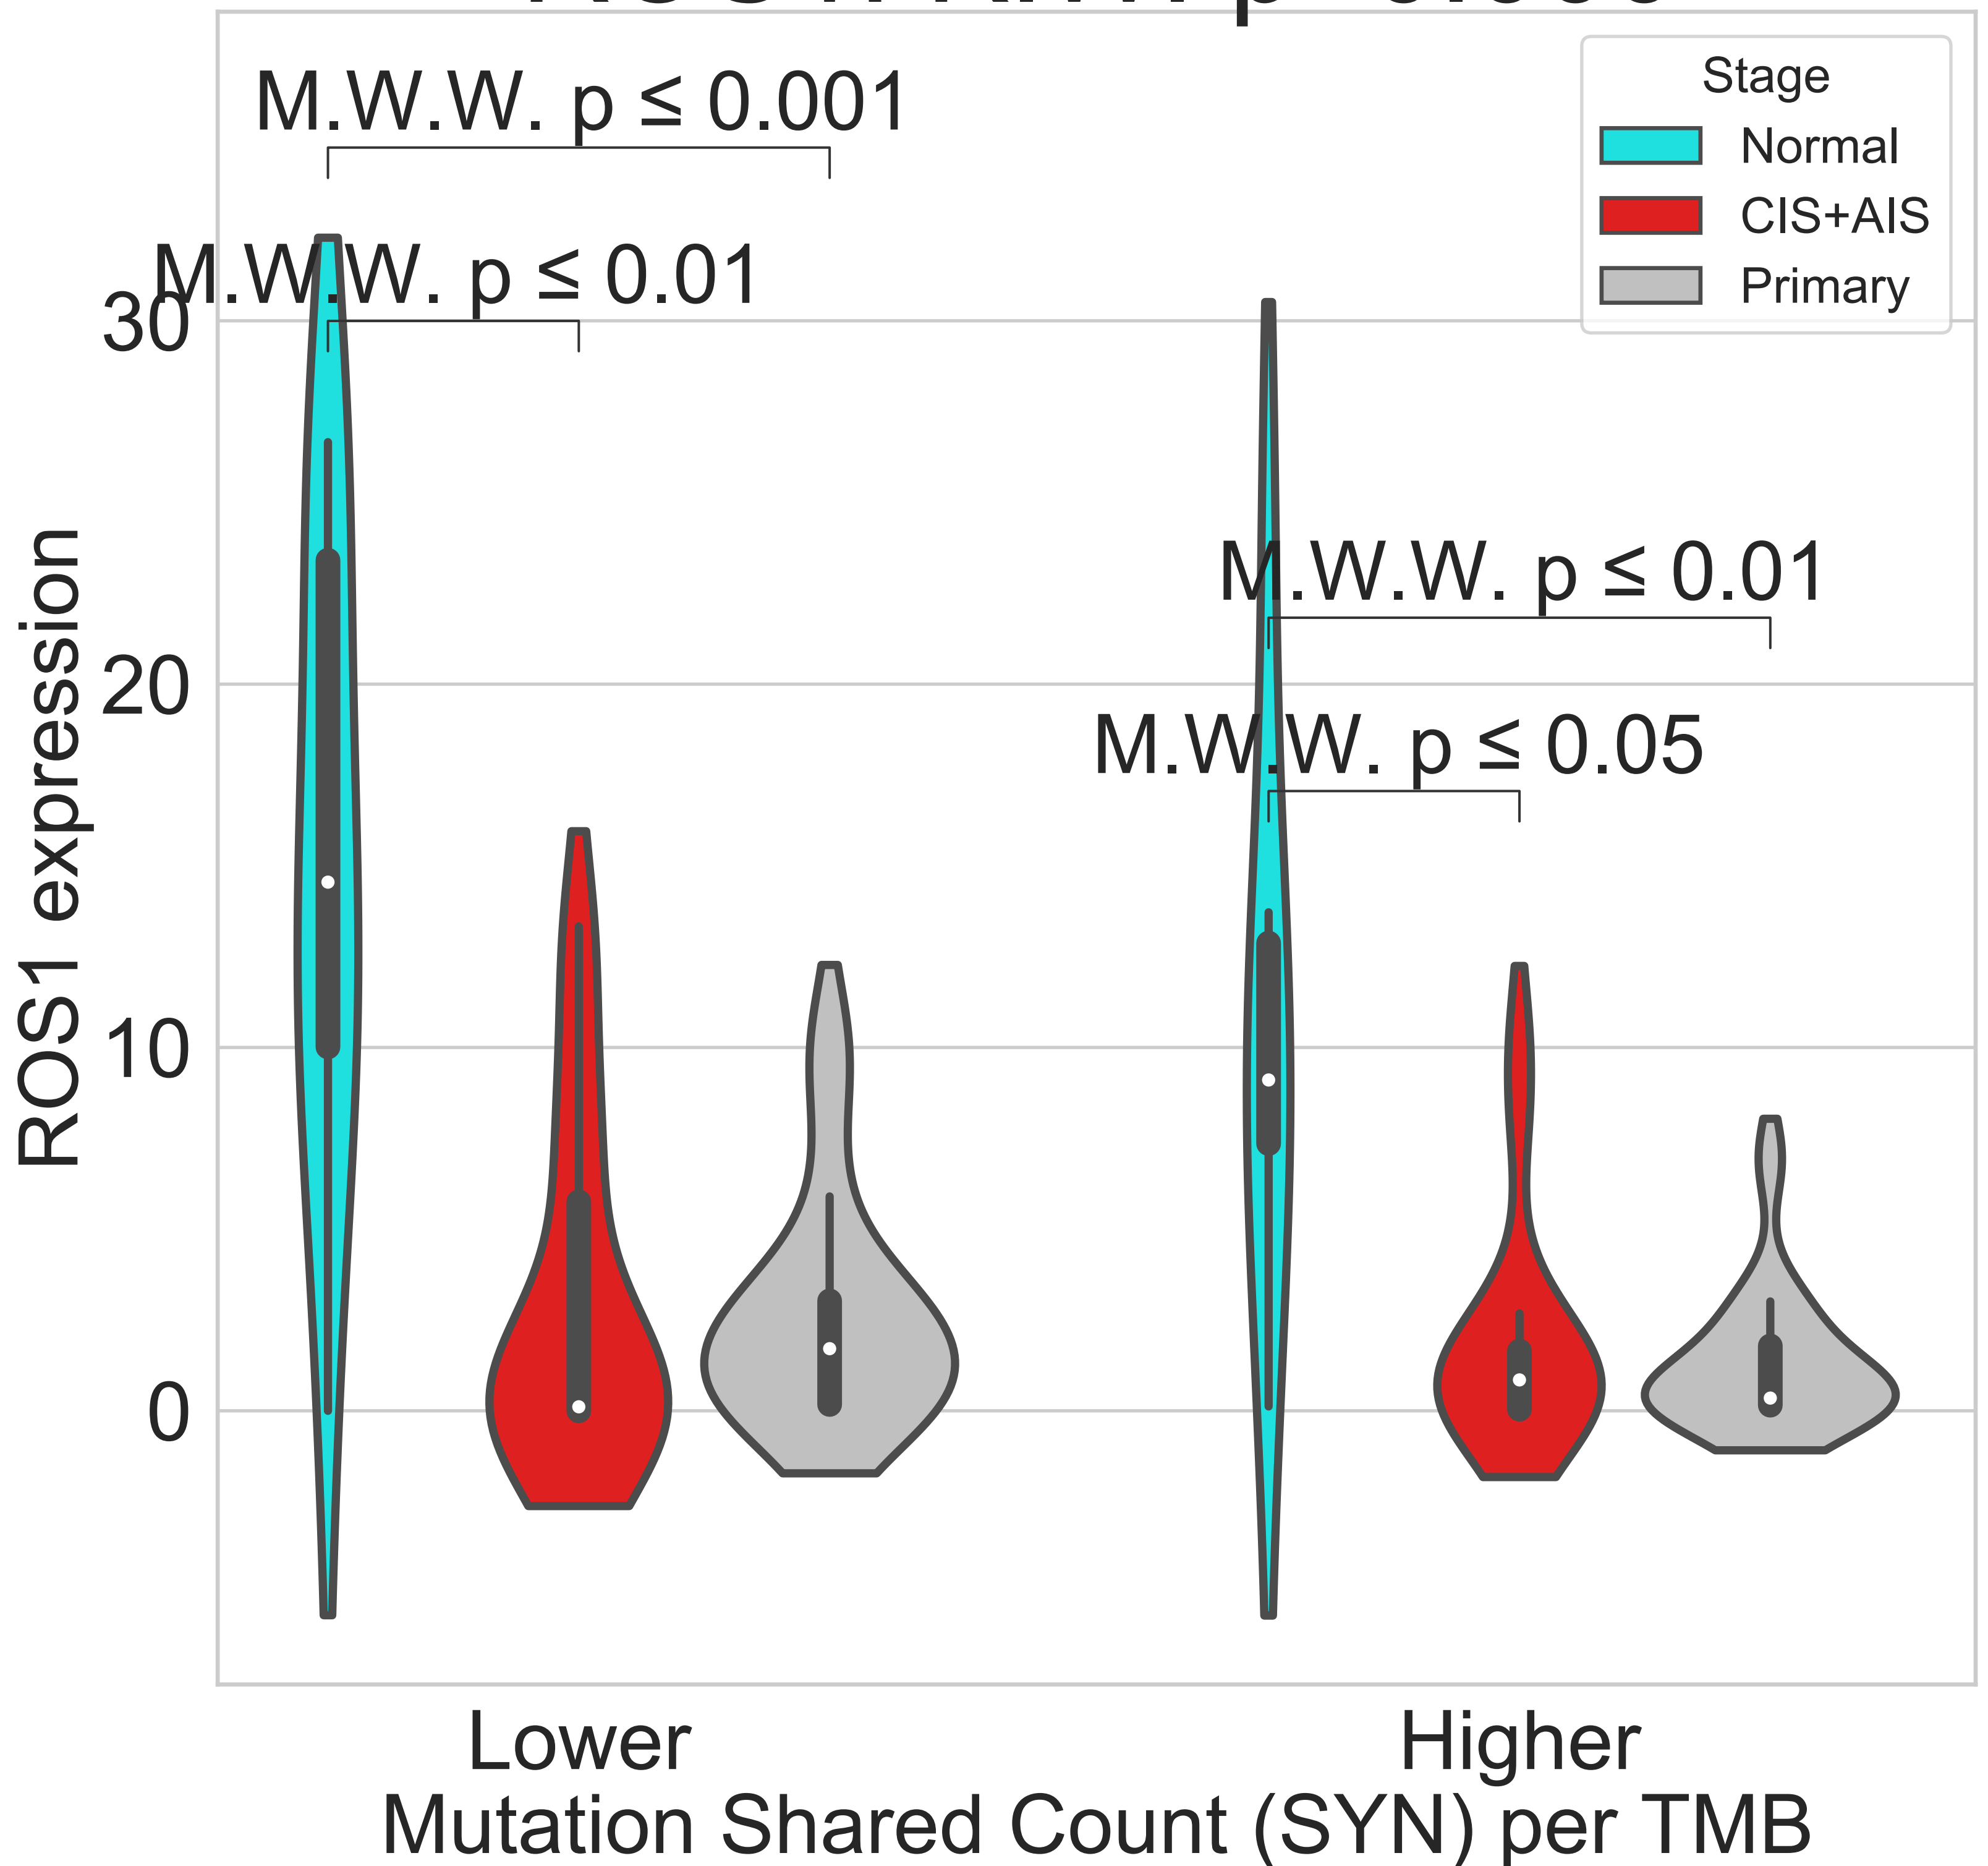 Stage
Normal
CIS+AIS
Primary
M.W.W. p ≤ 0.001
M.W.W. p ≤ 0.01
M.W.W. p ≤ 0.01
M.W.W. p ≤ 0.05
ROS1 expression
30
20
10
0
Lower
Higher
Mutation Shared Count (SYN) per TMB